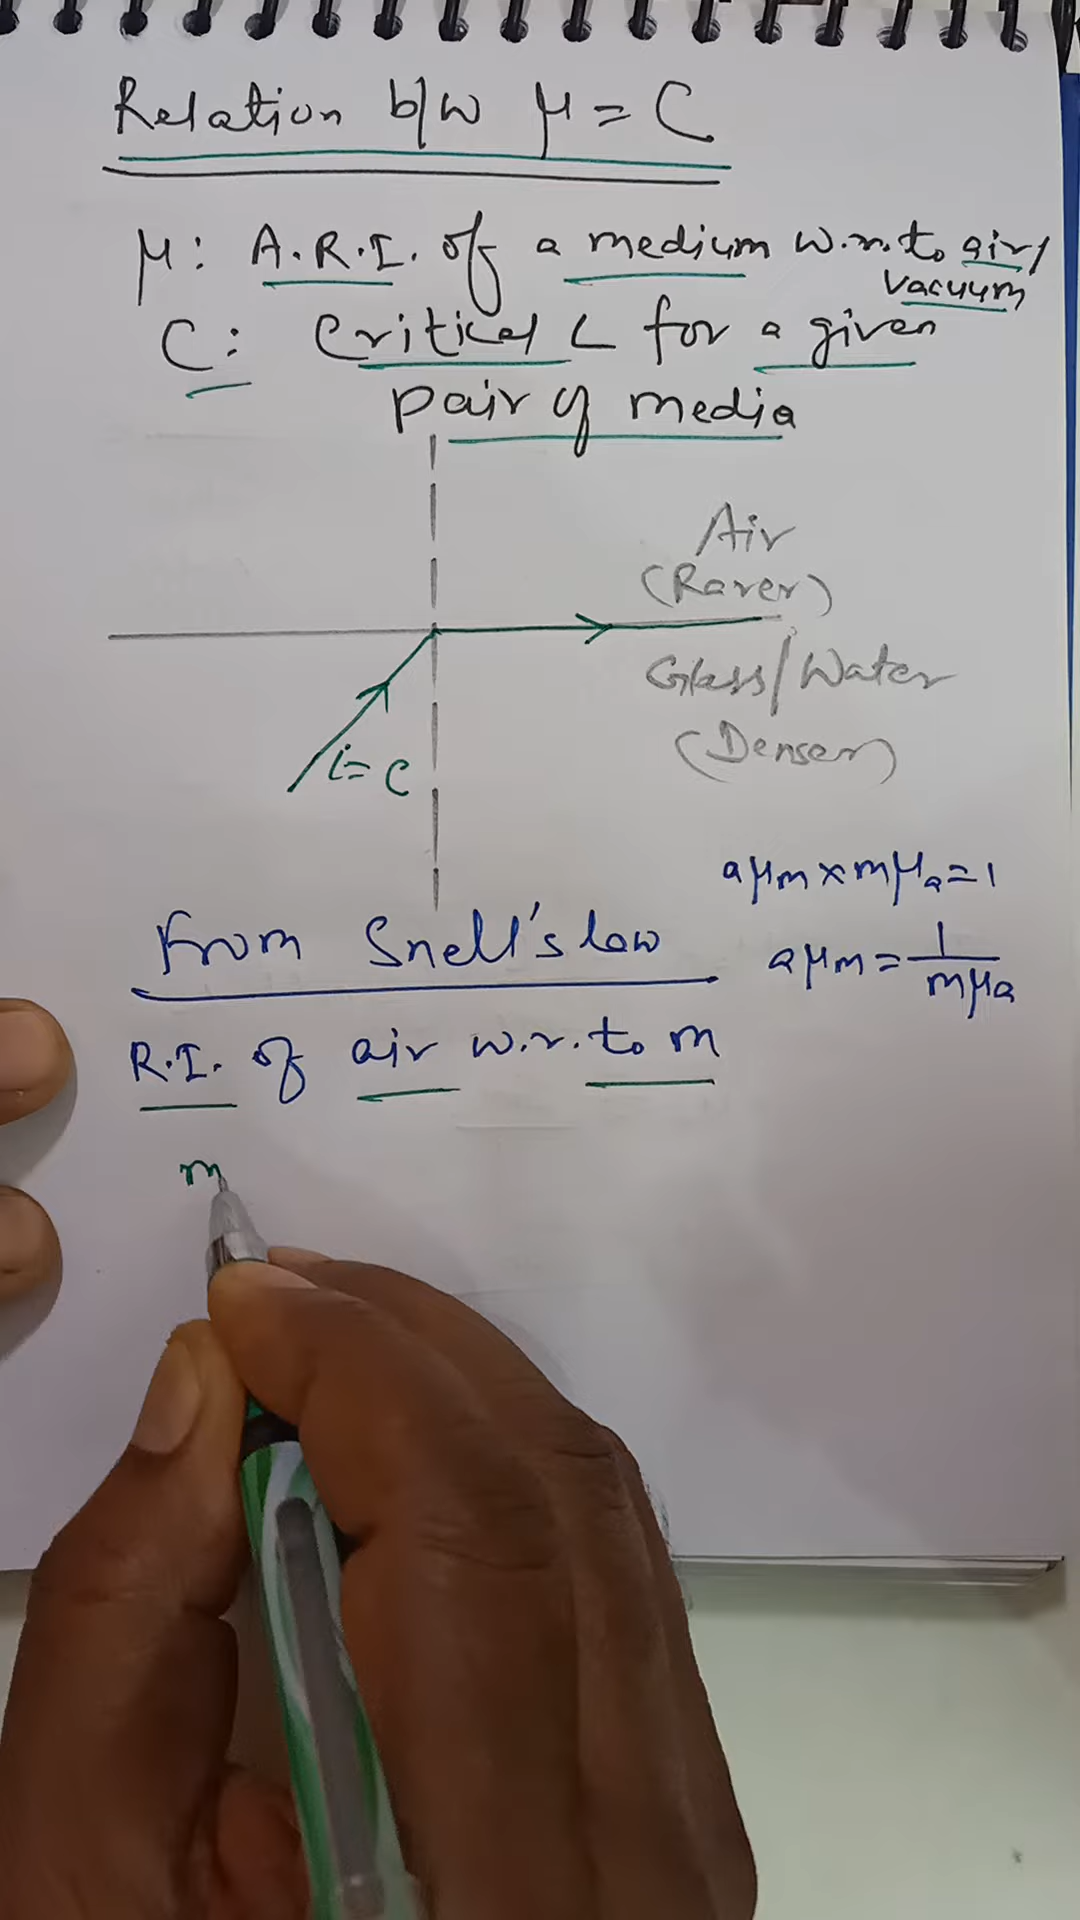 Relation b/w μ = C
μ: A.R.I. of a medium w.r.to air/
vacuum
C: Critical ∠ for a given
pair of media
Air
(Rarer)
Glass/Water
(Denser)
i= c
aμm × mμa = 1
aμm = 1/mμa
From Snell's law
R.I. of air w.r.to m
m